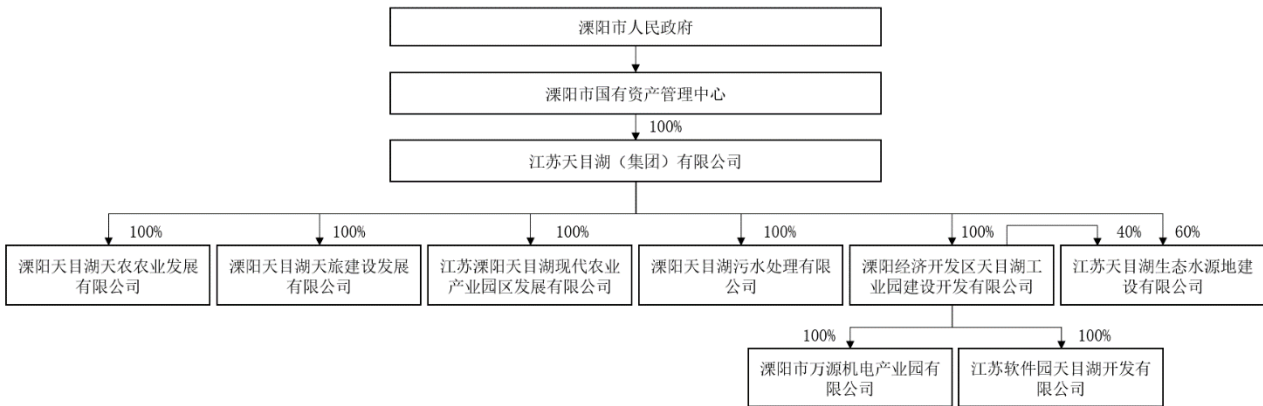 溧阳市人民政府
溧阳市国有资产管理中心
100%
江苏天目湖（集团）有限公司
100%
100%
100%
100%
100%
40%
60%
溧阳天目湖天农农业发展
有限公司
溧阳天目湖天旅建设发展
有限公司
江苏溧阳天目湖现代农业
产业园区发展有限公司
溧阳天目湖污水处理有限
公司
溧阳经济开发区天目湖工
业园建设开发有限公司
江苏天目湖生态水源地建
设有限公司
100%
100%
溧阳市万源机电产业园有
限公司
江苏软件园天目湖开发有
限公司